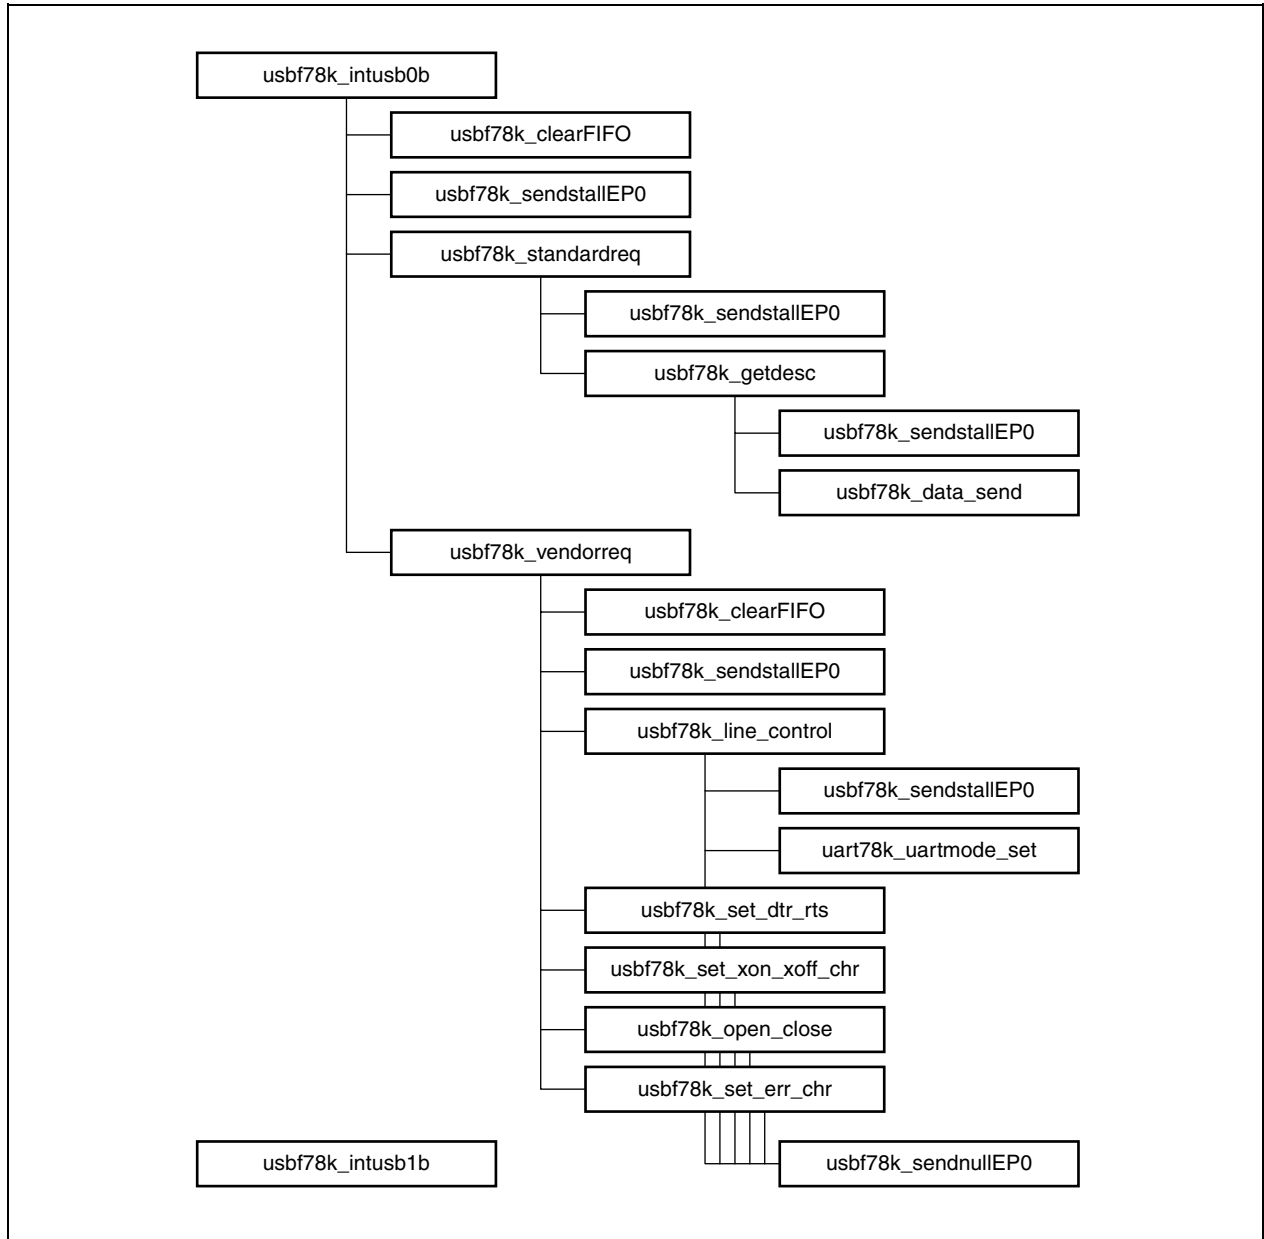 usbf78k_intusb0b
usbf78k_clearFIFO
usbf78k_sendstallEP0
usbf78k_standardreq
usbf78k_sendstallEP0
usbf78k_getdesc
usbf78k_sendstallEP0
usbf78k_data_send
usbf78k_vendorreq
usbf78k_clearFIFO
usbf78k_sendstallEP0
usbf78k_line_control
usbf78k_sendstallEP0
uart78k_uartmode_set
usbf78k_set_dtr_rts
usbf78k_set_xon_xoff_chr
usbf78k_open_close
usbf78k_set_err_chr
usbf78k_intusb1b
usbf78k_sendnullEP0